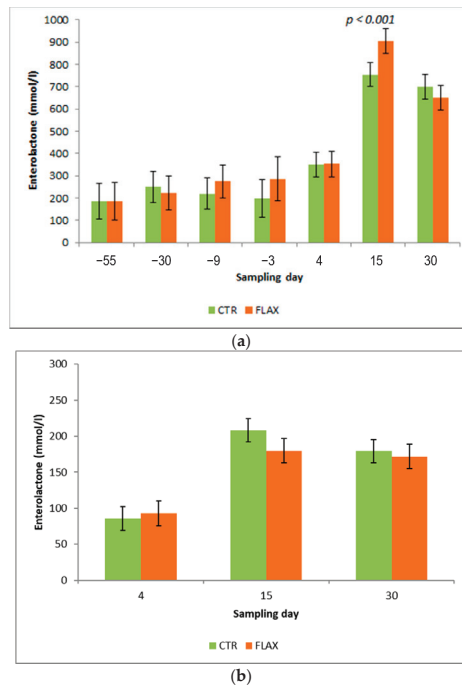 p < 0.001
1000
900
800
700
600
500
400
300
200
100
0
Enterolactone (mmol/l)
−55 −30 −9 −3 4 15 30
Sampling day
CTR FLAX
(a)
300
250
200
150
100
50
0
Enterolactone (mmol/l)
4 15 30
Sampling day
CTR FLAX
(b)